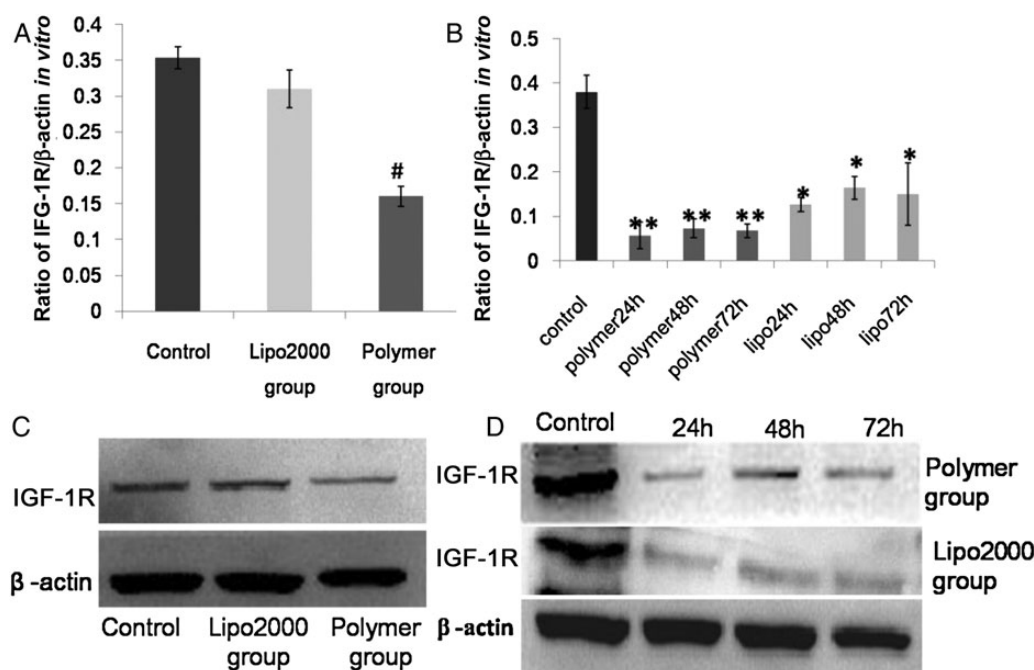 A
Ratio of IFG-1R/β-actin in vitro
0.4
0.35
0.3
0.25
0.2
0.15
0.1
0.05
0
#
Control
Lipo2000 group
Polymer group
B
Ratio of IFG-1R/β-actin in vitro
0.5
0.4
0.3
0.2
0.1
0
**
**
**
*
*
*
control
polymer24h
polymer48h
polymer72h
lipo24h
lipo48h
lipo72h
C
IGF-1R
β -actin
Control
Lipo2000
group
Polymer
group
D
Control
24h
48h
72h
IGF-1R
Polymer
group
IGF-1R
Lipo2000
group
β -actin